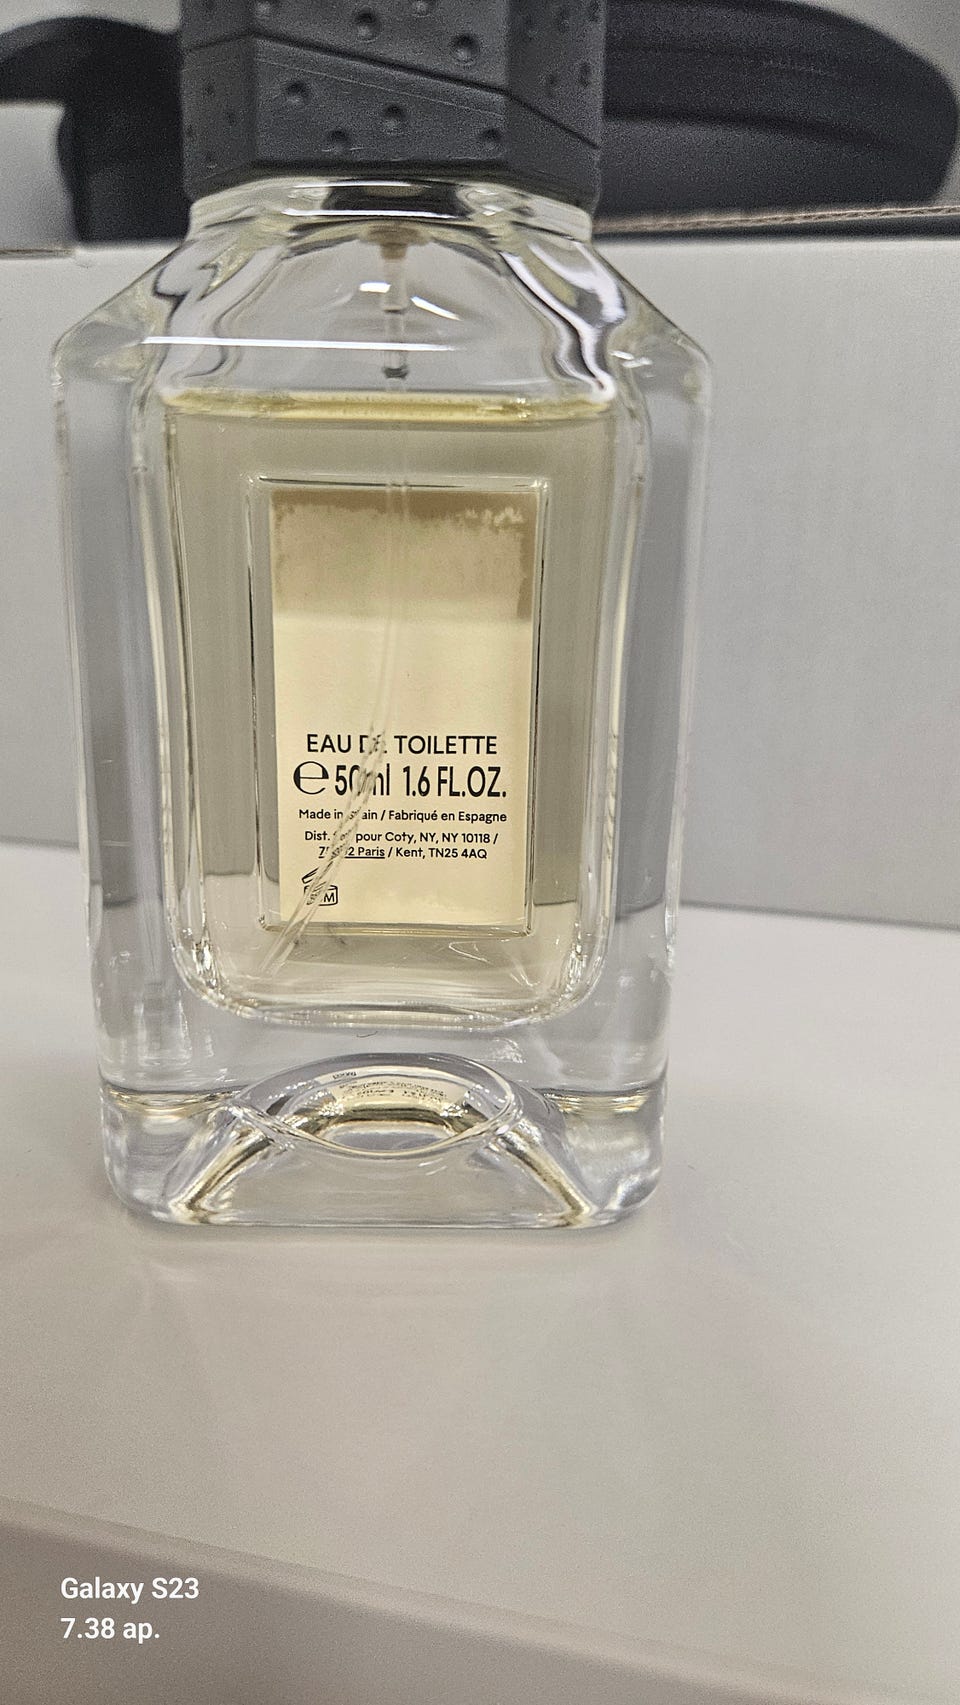 EAU DE TOILETTE
e 50ml 1.6 FL.OZ.
Made in Spain / Fabriqué en Espagne
Dist. pour Coty, NY, NY 10118 /
Paris / Kent, TN25 4AQ
Galaxy S23
7.38 ap.